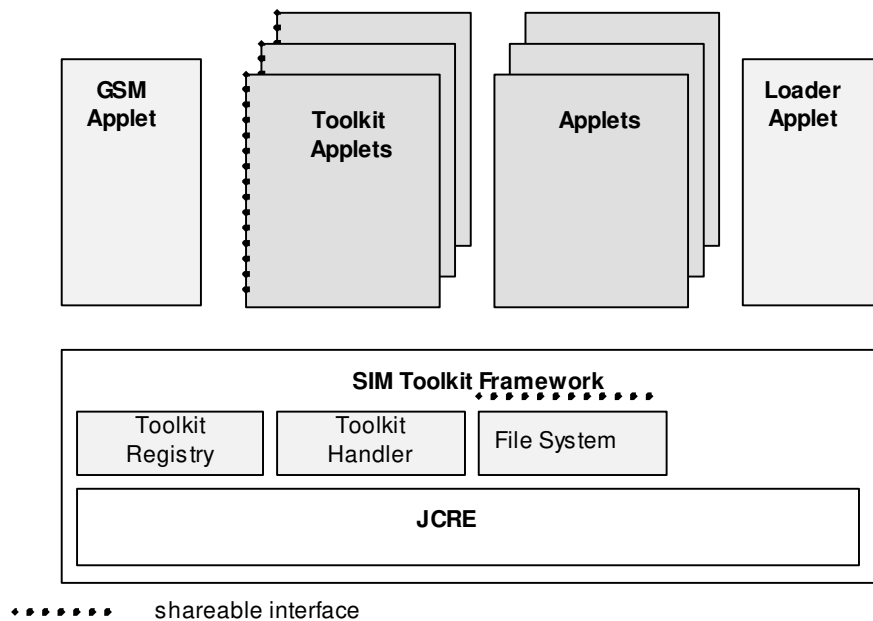 GSM
Applet
Toolkit
Applets
Applets
Loader
Applet
SIM Toolkit Framework
Toolkit
Registry
Toolkit
Handler
File System
JCRE
shareable interface